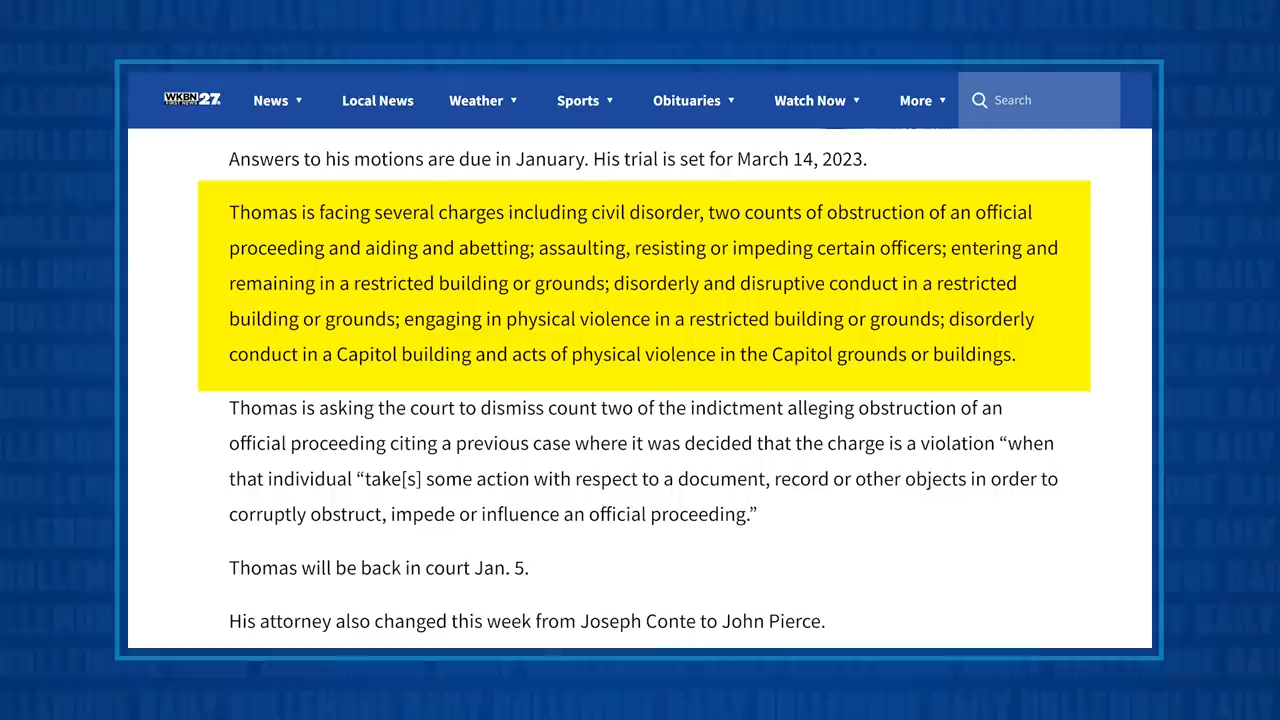 WKBN 27
FIRST NEWS
News ▼ Local News Weather ▼ Sports ▼ Obituaries ▼ Watch Now ▼ More ▼ Search
Answers to his motions are due in January. His trial is set for March 14, 2023.
Thomas is facing several charges including civil disorder, two counts of obstruction of an official
proceeding and aiding and abetting; assaulting, resisting or impeding certain officers; entering and
remaining in a restricted building or grounds; disorderly and disruptive conduct in a restricted
building or grounds; engaging in physical violence in a restricted building or grounds; disorderly
conduct in a Capitol building and acts of physical violence in the Capitol grounds or buildings.
Thomas is asking the court to dismiss count two of the indictment alleging obstruction of an
official proceeding citing a previous case where it was decided that the charge is a violation “when
that individual “take[s] some action with respect to a document, record or other objects in order to
corruptly obstruct, impede or influence an official proceeding.”
Thomas will be back in court Jan. 5.
His attorney also changed this week from Joseph Conte to John Pierce.